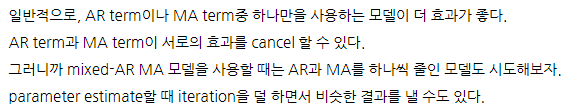 일반적으로, AR term이나 MA term중 하나만을 사용하는 모델이 더 효과가 좋다.
AR term과 MA term이 서로의 효과를 cancel 할 수 있다.
그러니까 mixed-AR MA 모델을 사용할 때는 AR과 MA를 하나씩 줄인 모델도 시도해보자.
parameter estimate할 때 iteration을 덜 하면서 비슷한 결과를 낼 수도 있다.